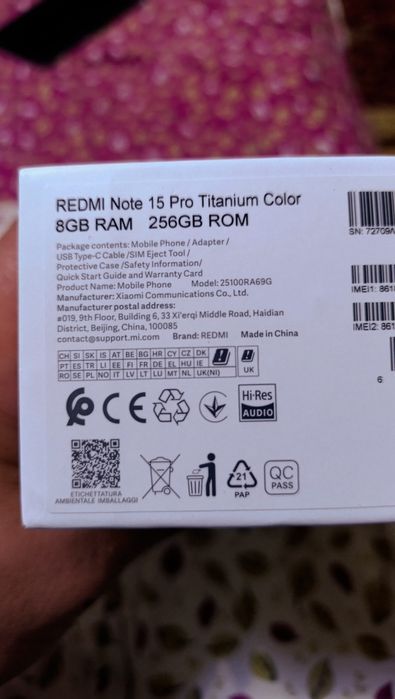 REDMI Note 15 Pro Titanium Color
8GB RAM 256GB ROM
Package contents: Mobile Phone / Adapter /
USB Type-C Cable /SIM Eject Tool /
Protective Case /Safety Information/
Quick Start Guide and Warranty Card
Product Name: Mobile Phone Model: 25100RA69G
Manufacturer: Xiaomi Communications Co., Ltd.
Manufacturer postal address:
#019, 9th Floor, Building 6, 33 Xi'erqi Middle Road, Haidian
District, Beijing, China, 100085
contact@support.mi.com Brand: REDMI Made in China
CH SI SK IS AT BE BG HR CY CZ DK
PT ES TR LI EE FI FR DE EL HU IE
RO SE PL NO IT LV LT LU MT NL UK(NI)
UK
CE
Hi-Res
AUDIO
ETICHETTATURA
AMBIENTALE IMBALLAGGI
21
PAP
QC
PASS
SN: 72709/
IMEI1: 861
IMEI2: 861
6